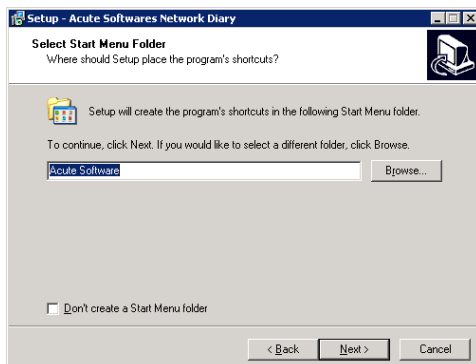 Setup - Acute Softwares Network Diary
Select Start Menu Folder
Where should Setup place the program's shortcuts?
Setup will create the program's shortcuts in the following Start Menu folder.
To continue, click Next. If you would like to select a different folder, click Browse.
Acute Software
Browse...
Don't create a Start Menu folder
< Back
Next >
Cancel